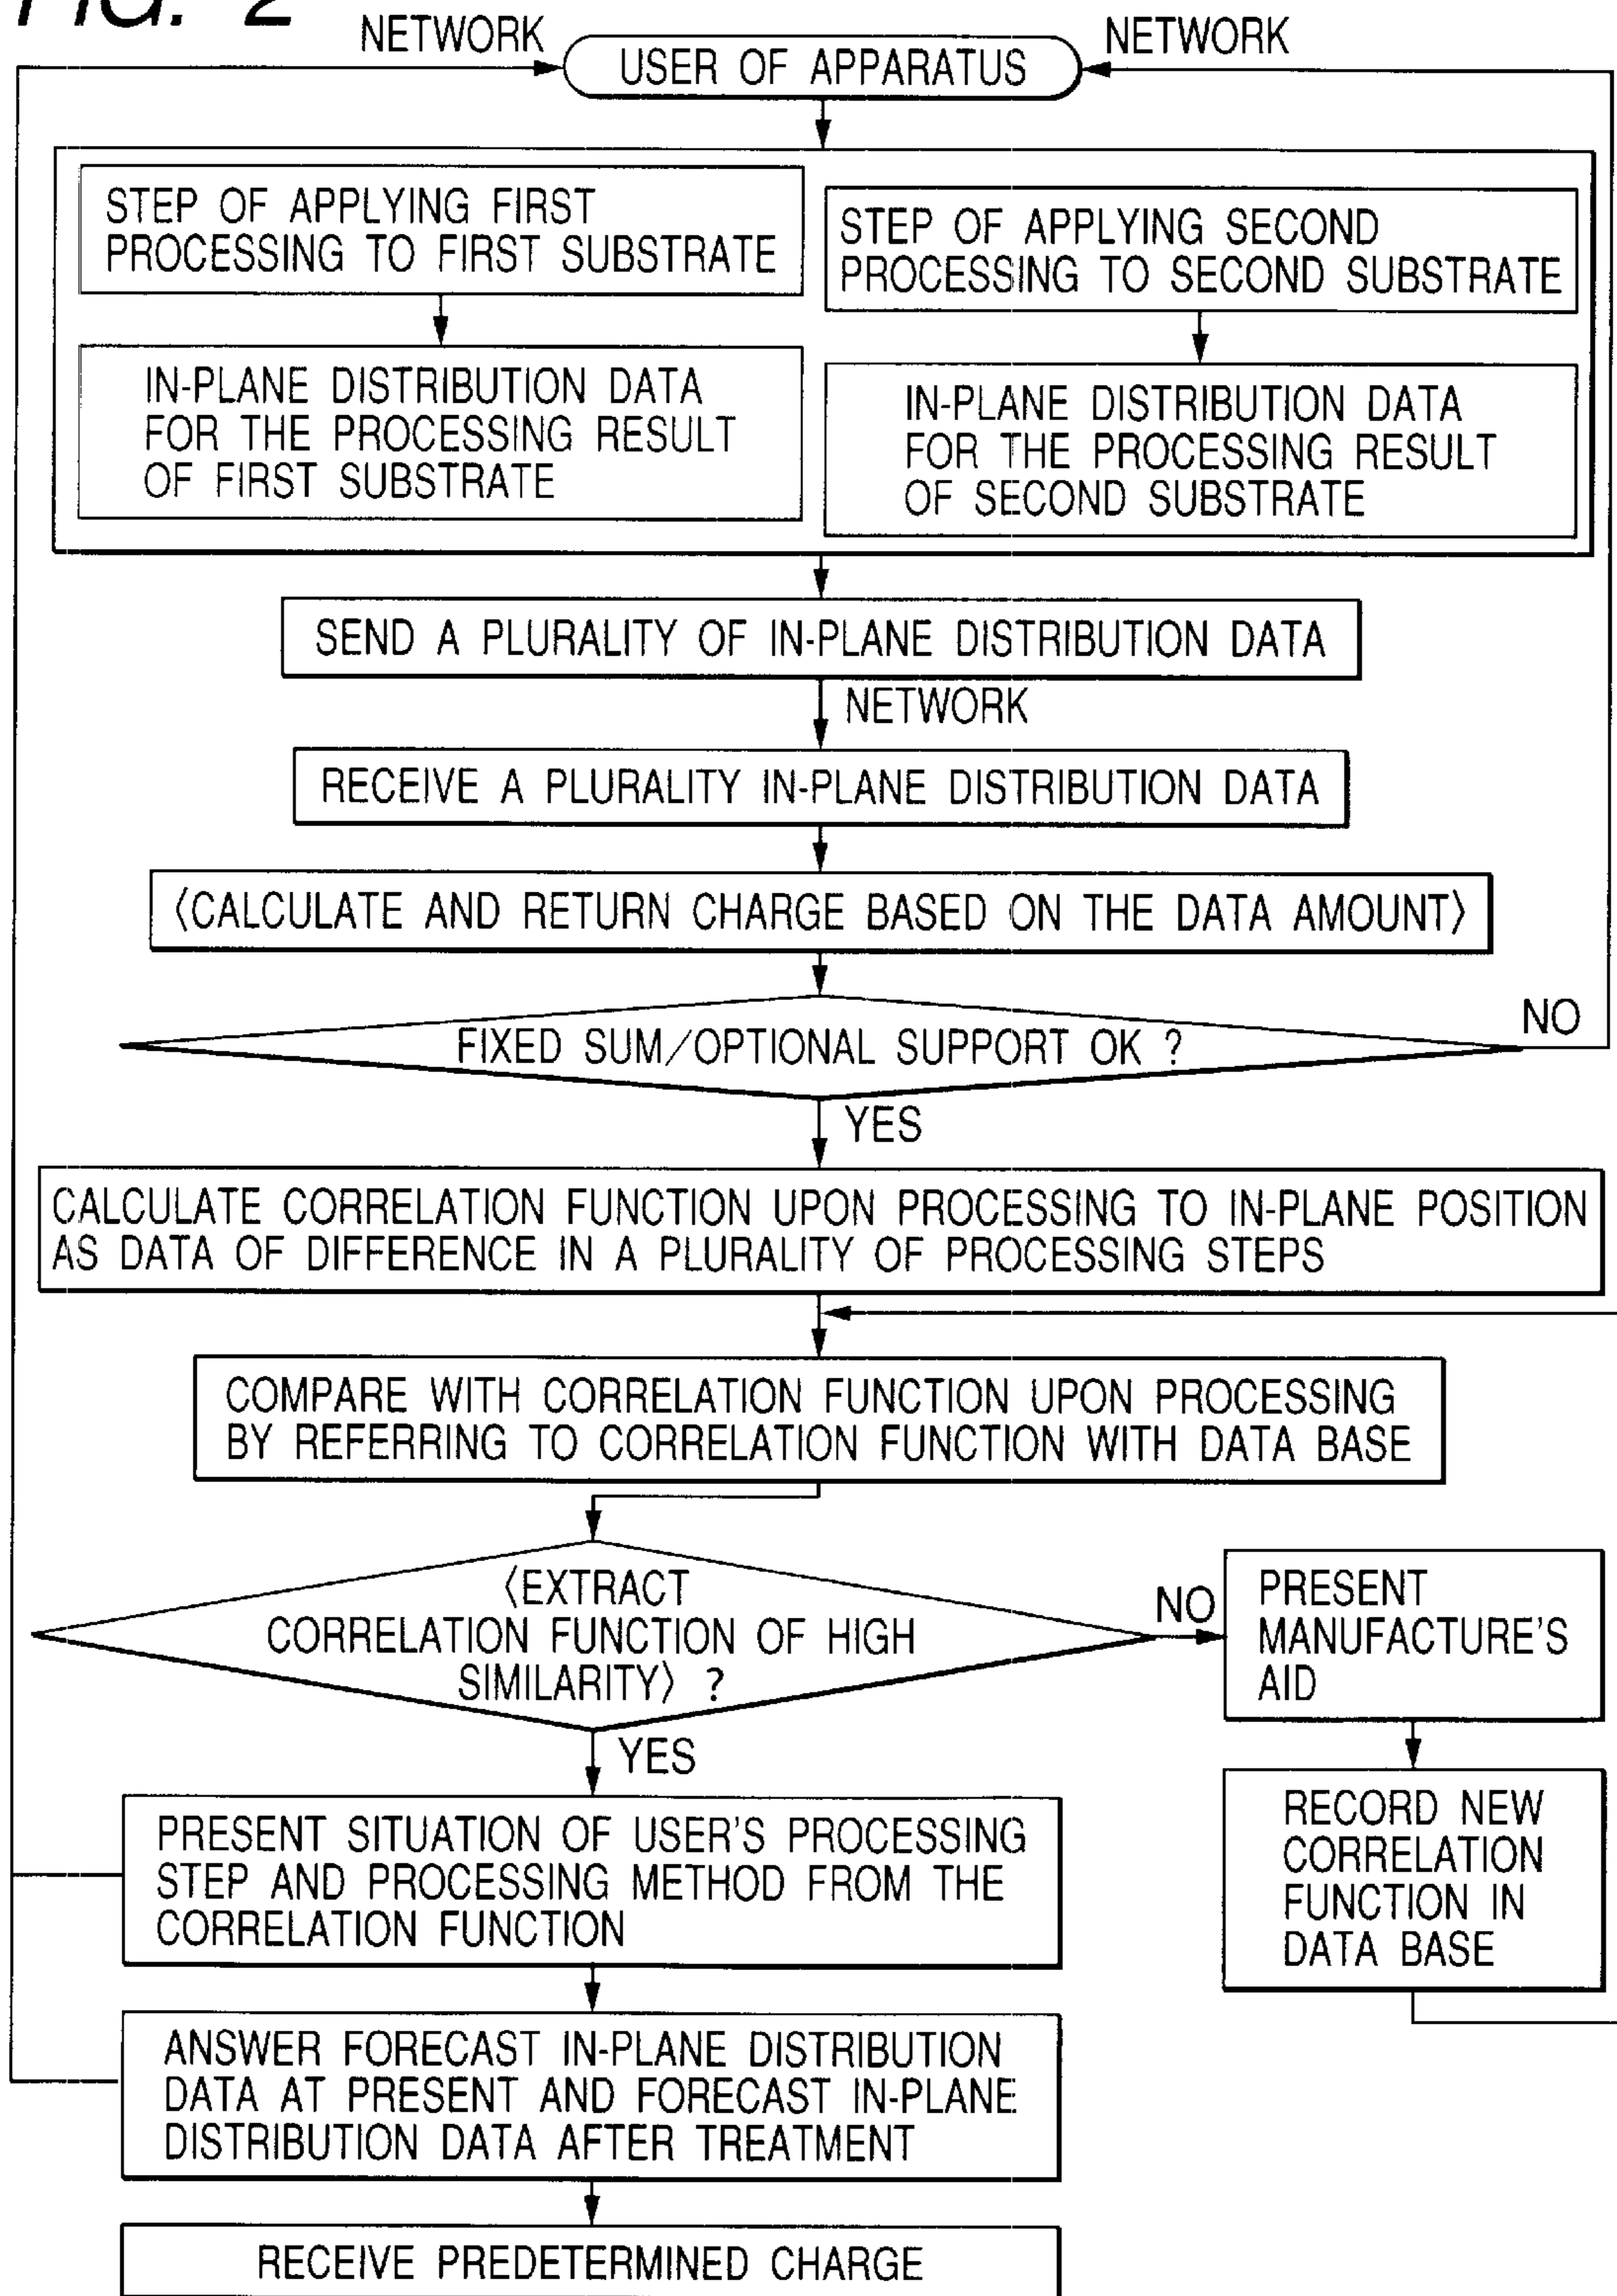 FIG. 2
NETWORK
NETWORK
USER OF APPARATUS
STEP OF APPLYING FIRST
PROCESSING TO FIRST SUBSTRATE
STEP OF APPLYING SECOND
PROCESSING TO SECOND SUBSTRATE
IN-PLANE DISTRIBUTION DATA
FOR THE PROCESSING RESULT
OF FIRST SUBSTRATE
IN-PLANE DISTRIBUTION DATA
FOR THE PROCESSING RESULT
OF SECOND SUBSTRATE
SEND A PLURALITY OF IN-PLANE DISTRIBUTION DATA
NETWORK
RECEIVE A PLURALITY IN-PLANE DISTRIBUTION DATA
〈CALCULATE AND RETURN CHARGE BASED ON THE DATA AMOUNT〉
FIXED SUM/OPTIONAL SUPPORT OK ?
NO
YES
CALCULATE CORRELATION FUNCTION UPON PROCESSING TO IN-PLANE POSITION
AS DATA OF DIFFERENCE IN A PLURALITY OF PROCESSING STEPS
COMPARE WITH CORRELATION FUNCTION UPON PROCESSING
BY REFERRING TO CORRELATION FUNCTION WITH DATA BASE
〈EXTRACT
CORRELATION FUNCTION OF HIGH
SIMILARITY〉 ?
NO
YES
PRESENT
MANUFACTURE'S
AID
RECORD NEW
CORRELATION
FUNCTION IN
DATA BASE
PRESENT SITUATION OF USER'S PROCESSING
STEP AND PROCESSING METHOD FROM THE
CORRELATION FUNCTION
ANSWER FORECAST IN-PLANE DISTRIBUTION
DATA AT PRESENT AND FORECAST IN-PLANE
DISTRIBUTION DATA AFTER TREATMENT
RECEIVE PREDETERMINED CHARGE